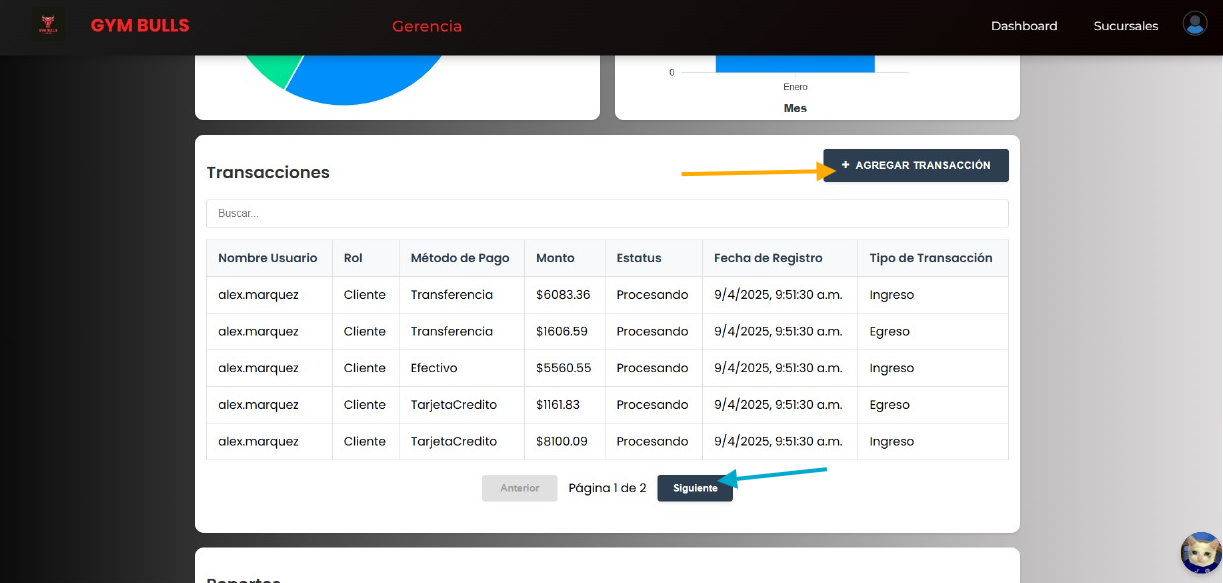 GYM BULLS
GYM BULLS
Gerencia
Dashboard
Sucursales
0
Enero
Mes
Transacciones
+ AGREGAR TRANSACCIÓN
Buscar...
Nombre Usuario Rol Método de Pago Monto Estatus Fecha de Registro Tipo de Transacción
alex.marquez Cliente Transferencia $6083.36 Procesando 9/4/2025, 9:51:30 a.m. Ingreso
alex.marquez Cliente Transferencia $1606.59 Procesando 9/4/2025, 9:51:30 a.m. Egreso
alex.marquez Cliente Efectivo $5560.55 Procesando 9/4/2025, 9:51:30 a.m. Ingreso
alex.marquez Cliente TarjetaCredito $1161.83 Procesando 9/4/2025, 9:51:30 a.m. Egreso
alex.marquez Cliente TarjetaCredito $8100.09 Procesando 9/4/2025, 9:51:30 a.m. Ingreso
Anterior Página 1 de 2 Siguiente
Reportes